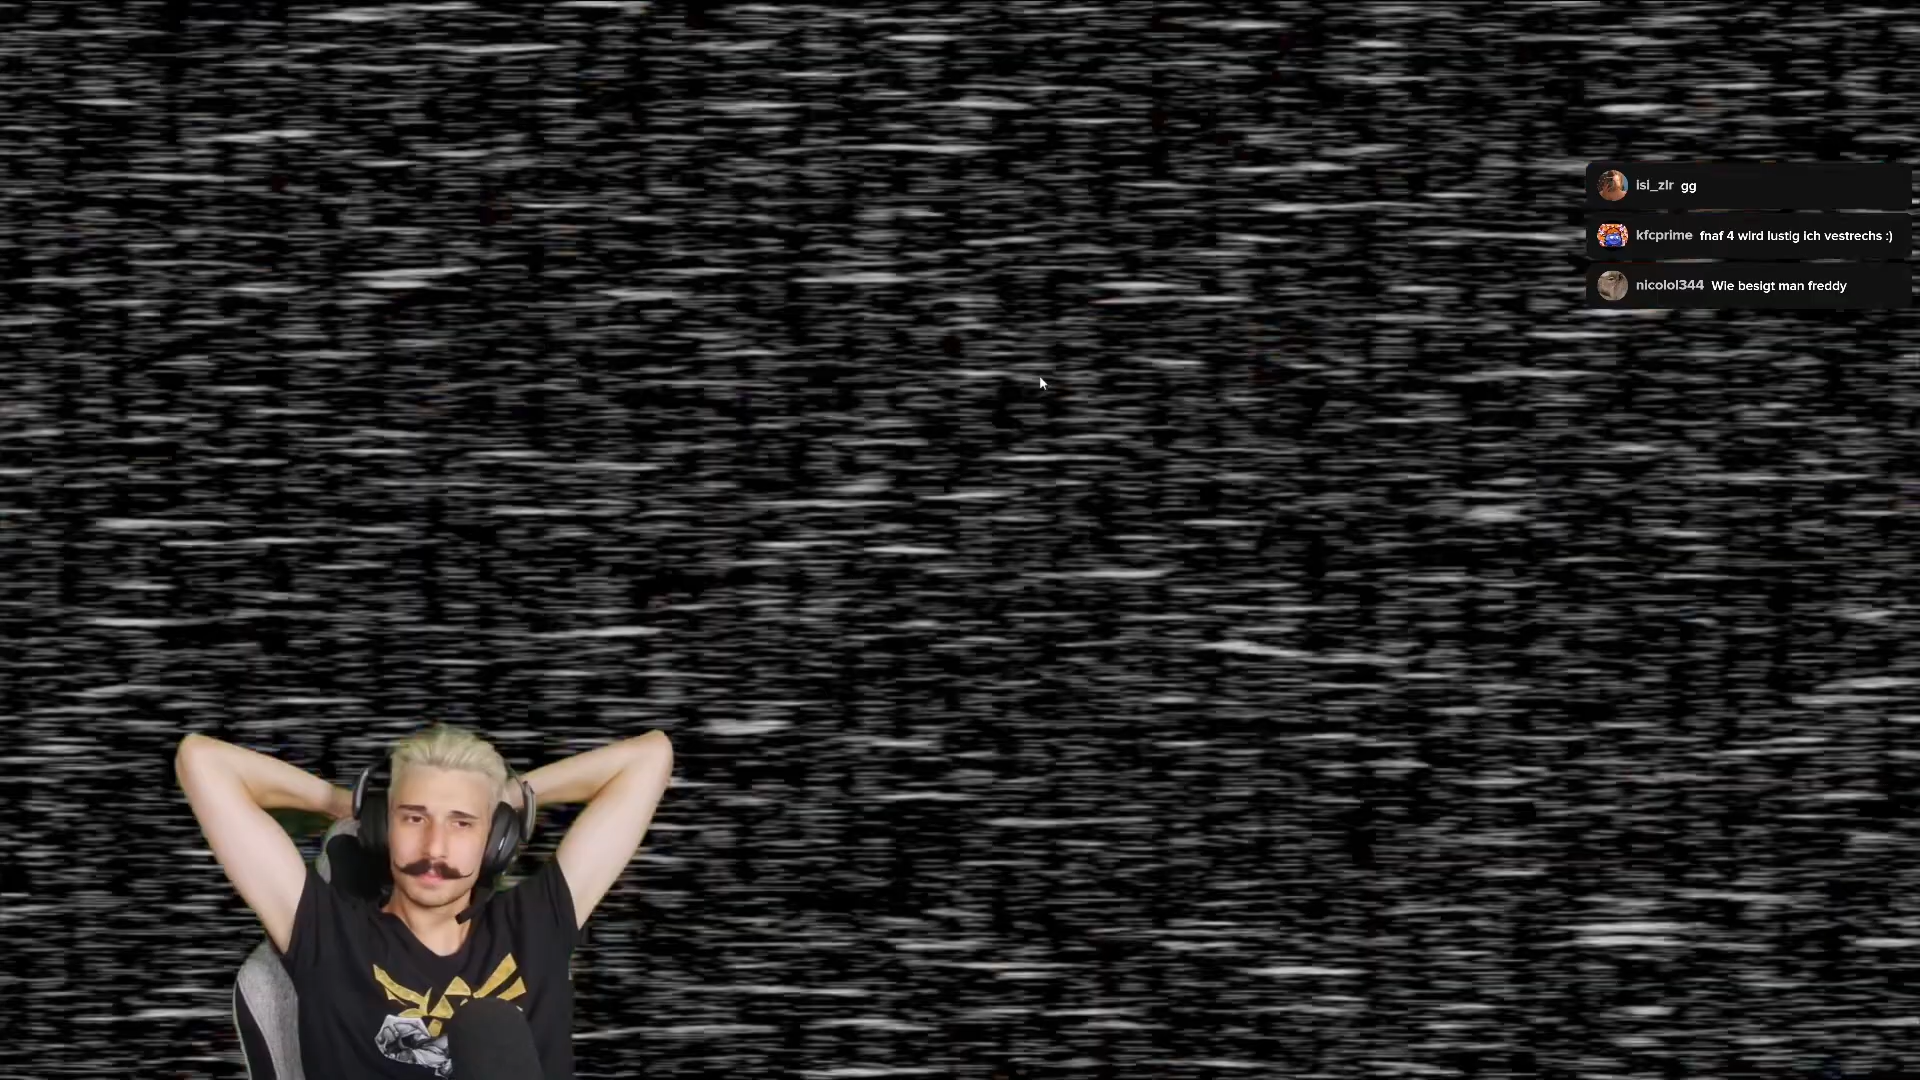 isi_zlr gg
kfcprime fnaf 4 wird lustig ich vestrechs :)
nicolol344 Wie besigt man freddy